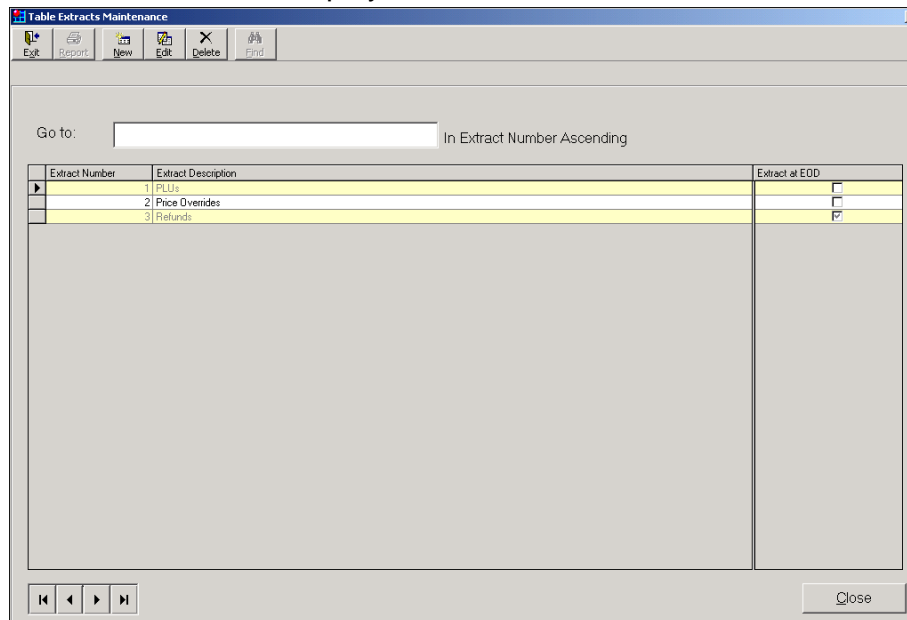 Table Extracts Maintenance
Exit Report New Edit Delete Find
Go to: In Extract Number Ascending
Extract Number Extract Description Extract at EOD
1 PLUs
2 Price Overrides
3 Refunds
Close